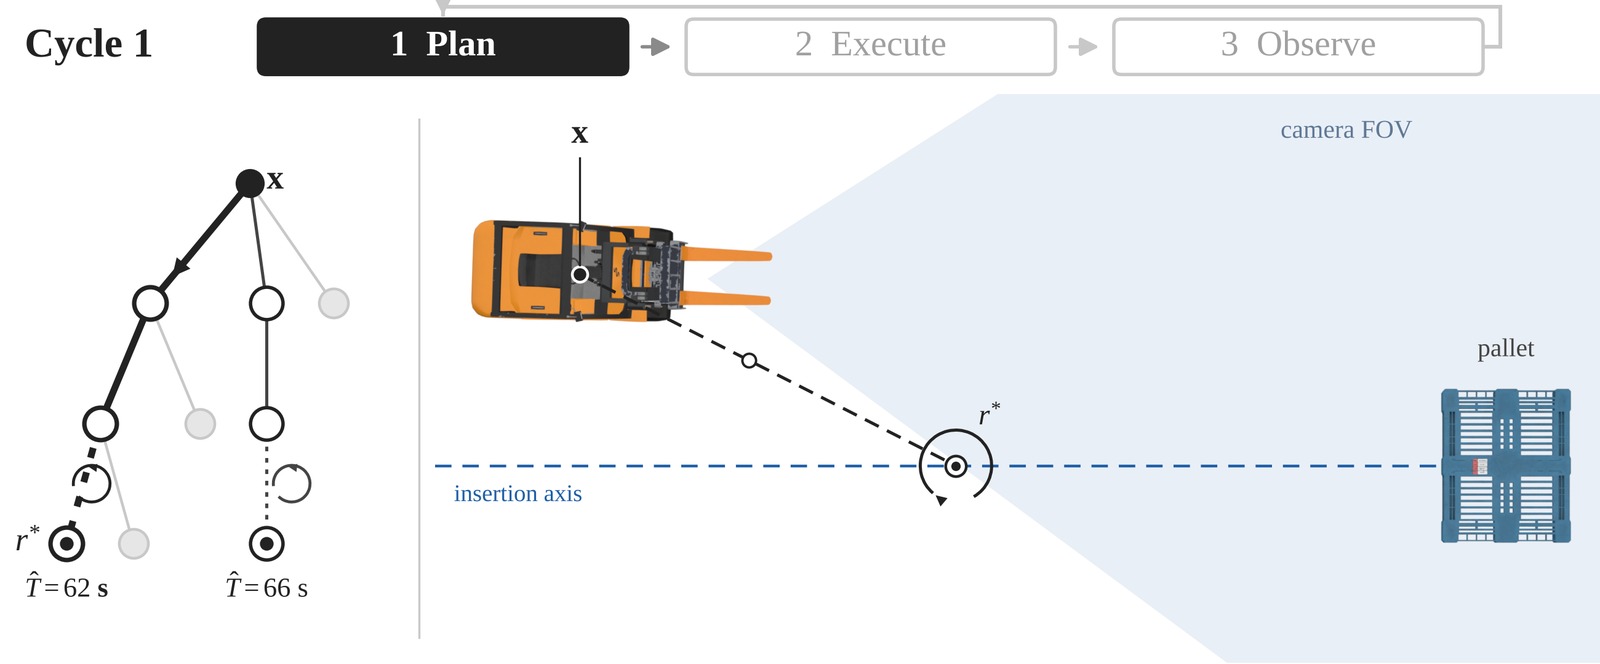 Cycle 1
1 Plan
2 Execute
3 Observe
camera FOV
x
x
pallet
r*
insertion axis
r*
T̂ = 62 s
T̂ = 66 s